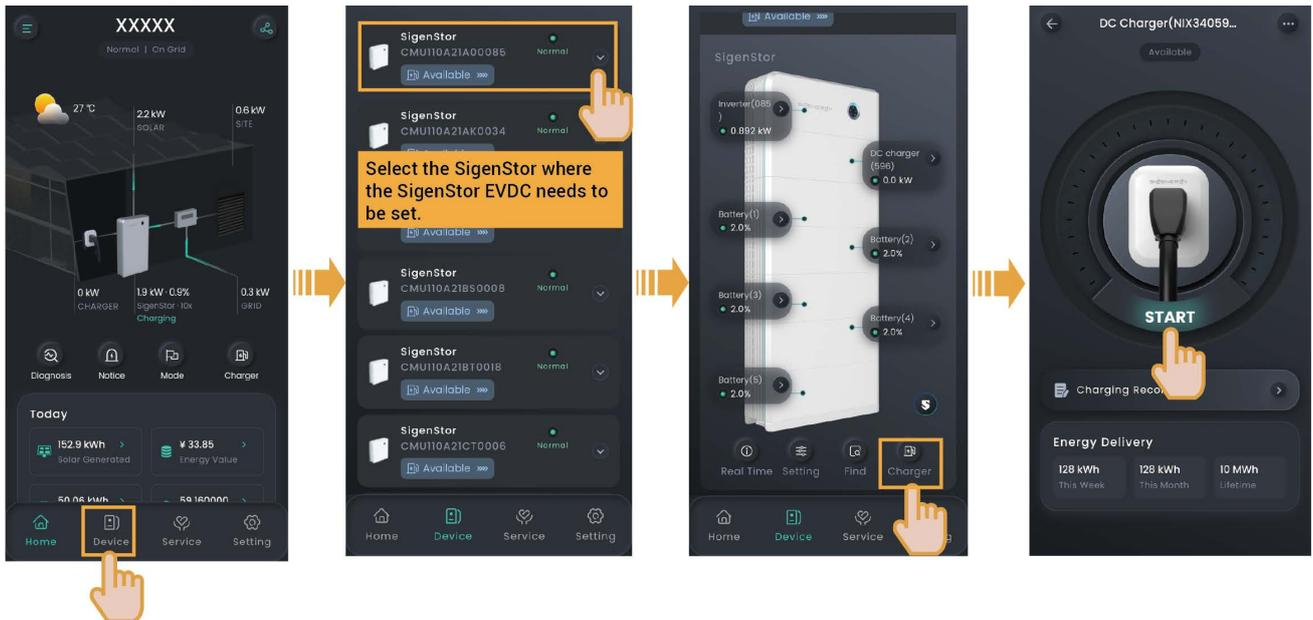 XXXXX
Normal | On Grid
27 ℃
2.2 kW
SOLAR
0.6 kW
SITE
0 kW
CHARGER
1.9 kW · 0.9%
SigenStor · 10x
Charging
0.3 kW
GRID
Diagnosis
Notice
Mode
Charger
Today
152.9 kWh
Solar Generated
¥ 33.85
Energy Value
50.06 kWh
59.160000
Home
Device
Service
Setting
SigenStor
CMU110A21A00085
Normal
Available
SigenStor
CMU110A21AK0034
Normal
Select the SigenStor where
the SigenStor EVDC needs to
be set.
Available
SigenStor
CMU110A21BS0008
Normal
Available
SigenStor
CMU110A21BT0018
Normal
Available
SigenStor
CMU110A21CT0006
Normal
Available
Home
Device
Service
Setting
Available
SigenStor
Inverter(085
)
0.892 kW
DC charger
(596)
0.0 kW
Battery(1)
2.0%
Battery(2)
2.0%
Battery(3)
2.0%
Battery(4)
2.0%
Battery(5)
2.0%
Real Time
Setting
Find
Charger
Home
Device
Service
DC Charger(NIX34059...
Available
START
Charging Reco
Energy Delivery
128 kWh
This Week
128 kWh
This Month
10 MWh
Lifetime